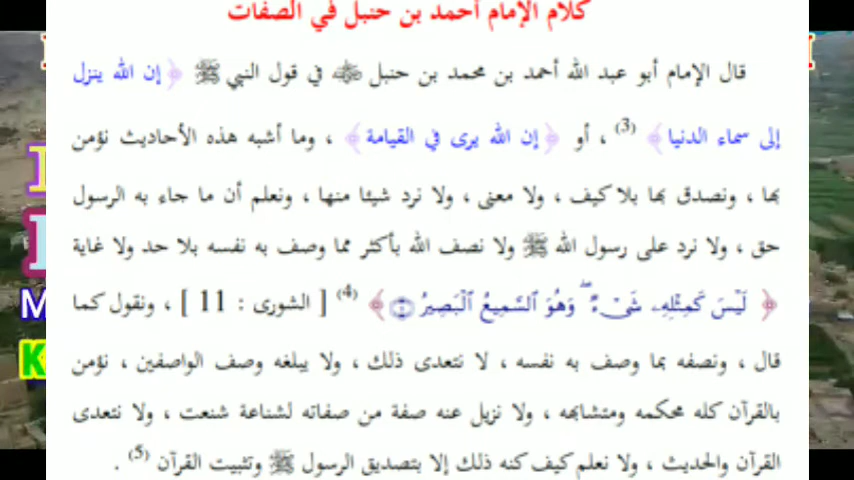 كلام الإمام أحمد بن حنبل في الصفات
قال الإمام أبو عبد الله أحمد بن محمد بن حنبل رضي الله عنه في قول النبي ﷺ ﴿ إن الله ينزل
إلى سماء الدنيا ﴾ (3) ، أو ﴿ إن الله يرى في القيامة ﴾ ، وما أشبه هذه الأحاديث نؤمن
بها ، ونصدق بها بلا كيف ، ولا معنى ، ولا نرد شيئا منها ، ونعلم أن ما جاء به الرسول
حق ، ولا نرد على رسول الله ﷺ ولا نصف الله بأكثر مما وصف به نفسه بلا حد ولا غاية
﴿ لَيْسَ كَمِثْلِهِۦ شَىْءٌ ۖ وَهُوَ ٱلسَّمِيعُ ٱلْبَصِيرُ ﴾ (4) [ الشورى : 11 ] ، ونقول كما
قال ، ونصفه بما وصف به نفسه ، لا نتعدى ذلك ، ولا يبلغه وصف الواصفين ، نؤمن
بالقرآن كله محكمه ومتشابهه ، ولا نزيل عنه صفة من صفاته لشناعة شنعت ، ولا نتعدى
القرآن والحديث ، ولا نعلم كيف كنه ذلك إلا بتصديق الرسول ﷺ وتثبيت القرآن (5) .